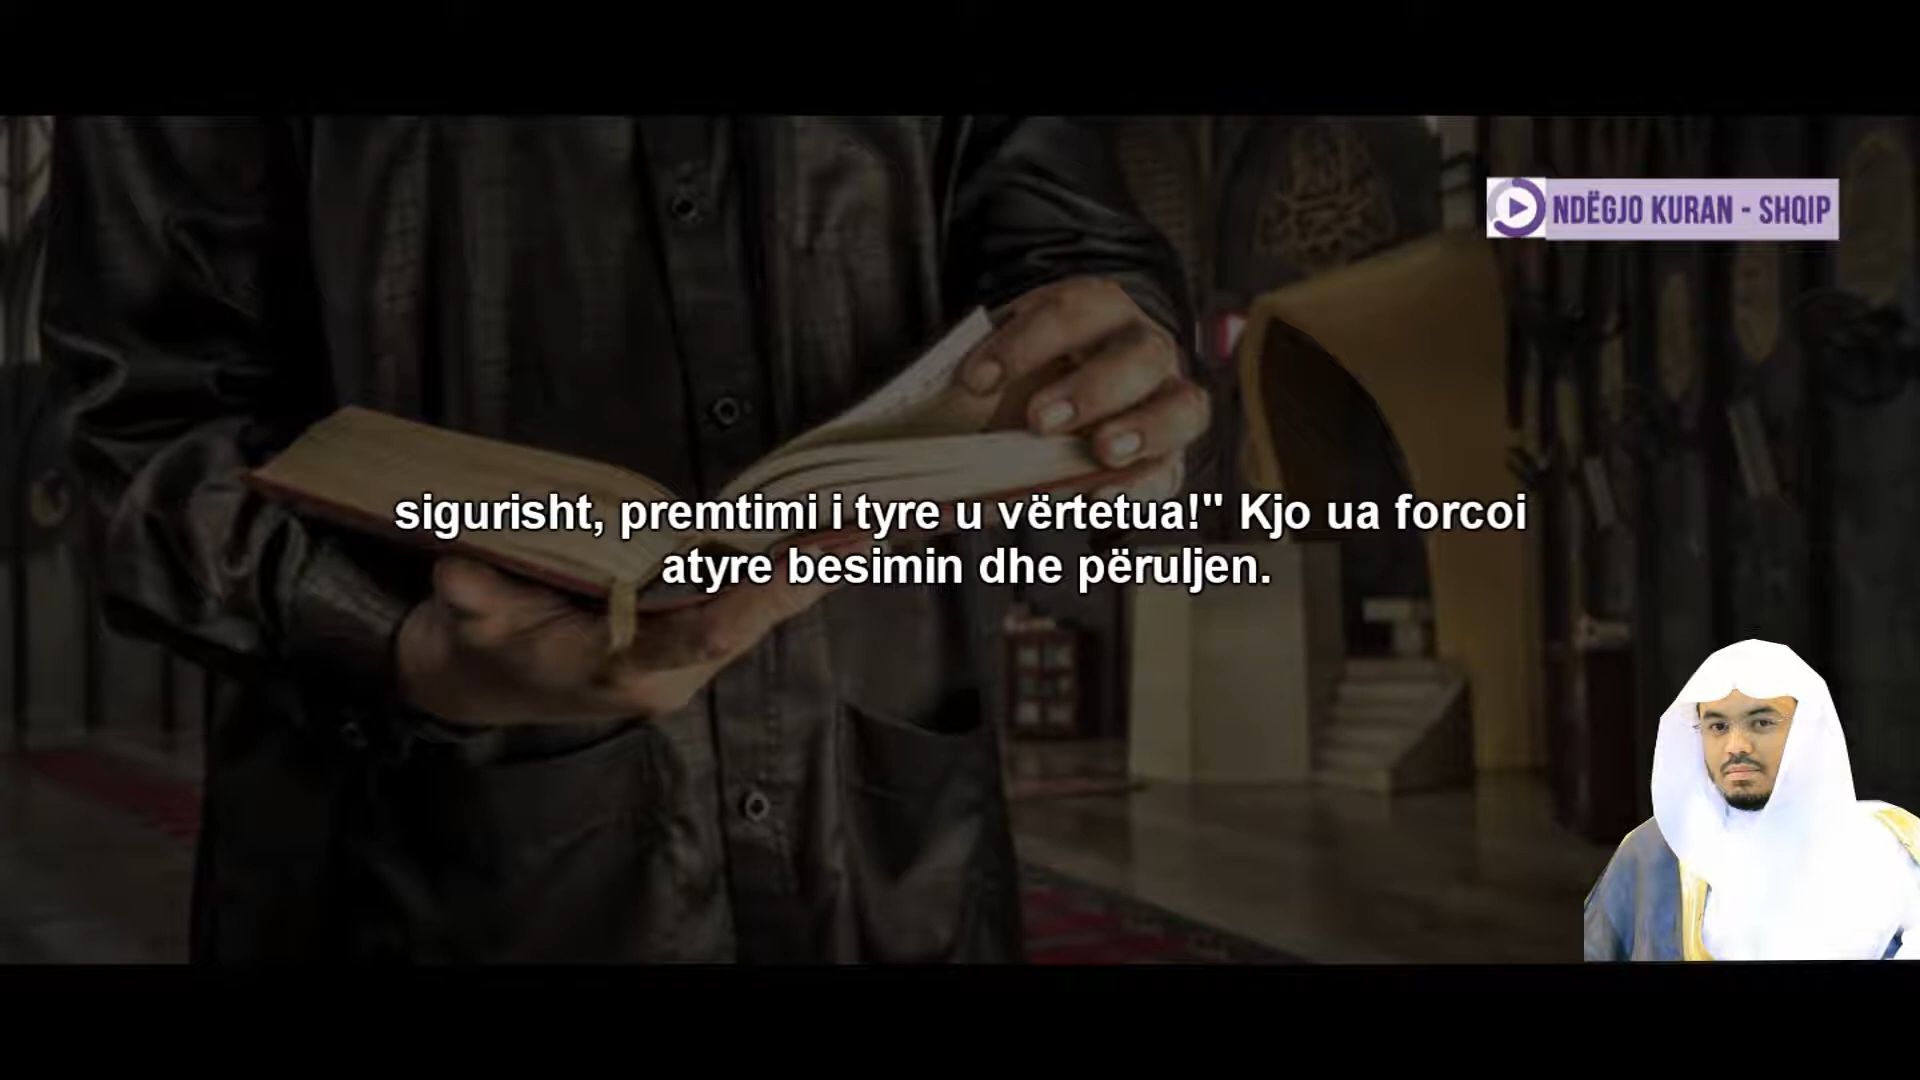 NDËGJO KURAN - SHQIP
sigurisht, premtimi i tyre u vërtetua!" Kjo ua forcoi
atyre besimin dhe përuljen.